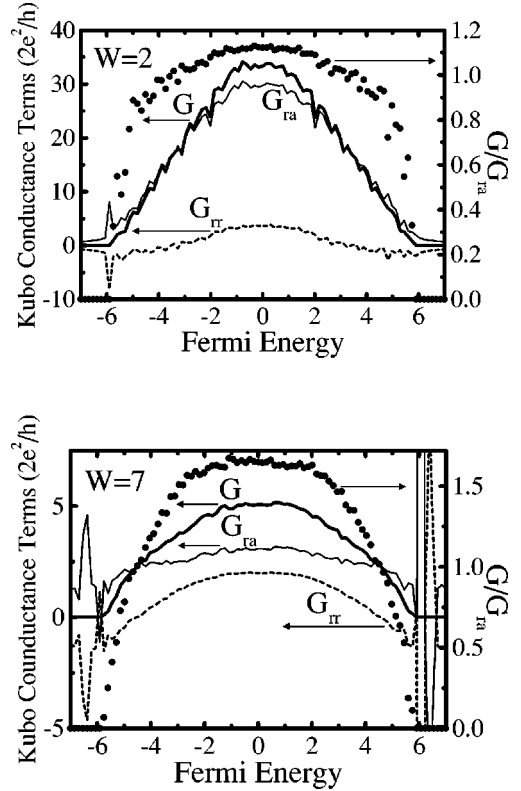 Kubo Conductance Terms (2e²/h)
40
30
20
10
0
-10
W=2
G
G_ra
G_rr
1.2
1.0
0.8
0.6
0.4
0.2
0.0
G/G_ra
-6 -4 -2 0 2 4 6
Fermi Energy
Kubo Counductance Terms (2e²/h)
5
0
-5
W=7
G
G_ra
G_rr
1.5
1.0
0.5
0.0
G/G_ra
-6 -4 -2 0 2 4 6
Fermi Energy